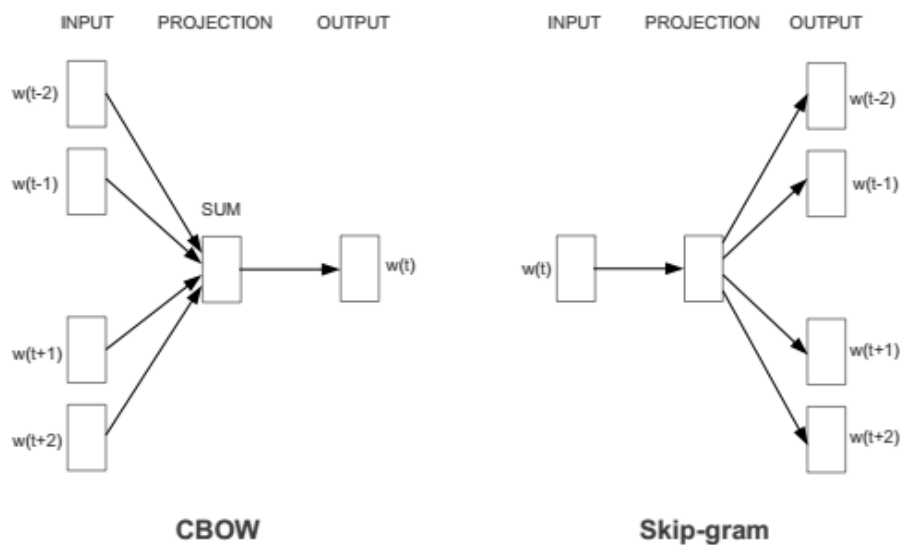 INPUT PROJECTION OUTPUT
w(t-2)
w(t-1)
SUM
w(t)
w(t+1)
w(t+2)
CBOW
INPUT PROJECTION OUTPUT
w(t-2)
w(t-1)
w(t)
w(t+1)
w(t+2)
Skip-gram